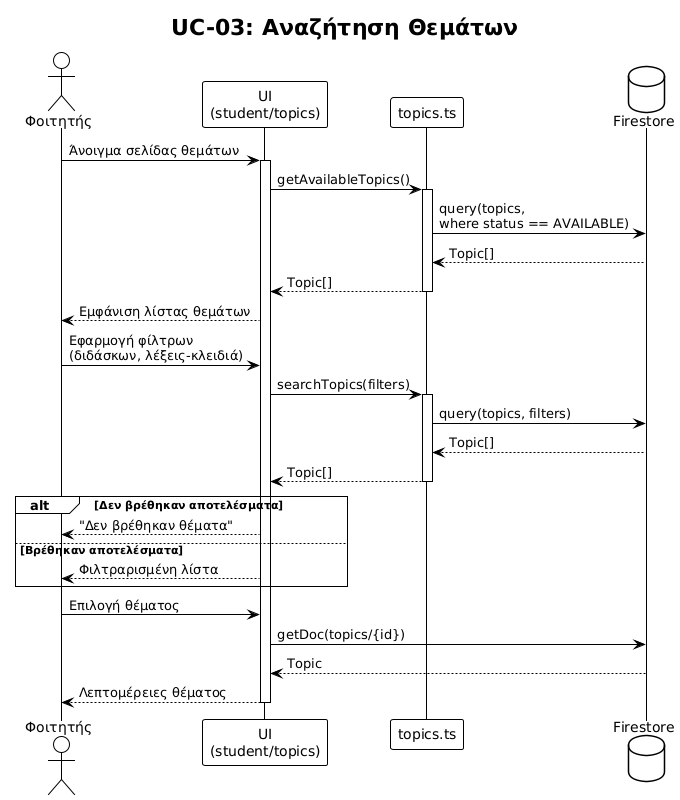 UC-03: Αναζήτηση Θεμάτων
Φοιτητής
UI
(student/topics)
topics.ts
Firestore
Άνοιγμα σελίδας θεμάτων
getAvailableTopics()
query(topics,
where status == AVAILABLE)
Topic[]
Topic[]
Εμφάνιση λίστας θεμάτων
Εφαρμογή φίλτρων
(διδάσκων, λέξεις-κλειδιά)
searchTopics(filters)
query(topics, filters)
Topic[]
Topic[]
alt [Δεν βρέθηκαν αποτελέσματα]
"Δεν βρέθηκαν θέματα"
[Βρέθηκαν αποτελέσματα]
Φιλτραρισμένη λίστα
Επιλογή θέματος
getDoc(topics/{id})
Topic
Λεπτομέρειες θέματος
Φοιτητής
UI
(student/topics)
topics.ts
Firestore